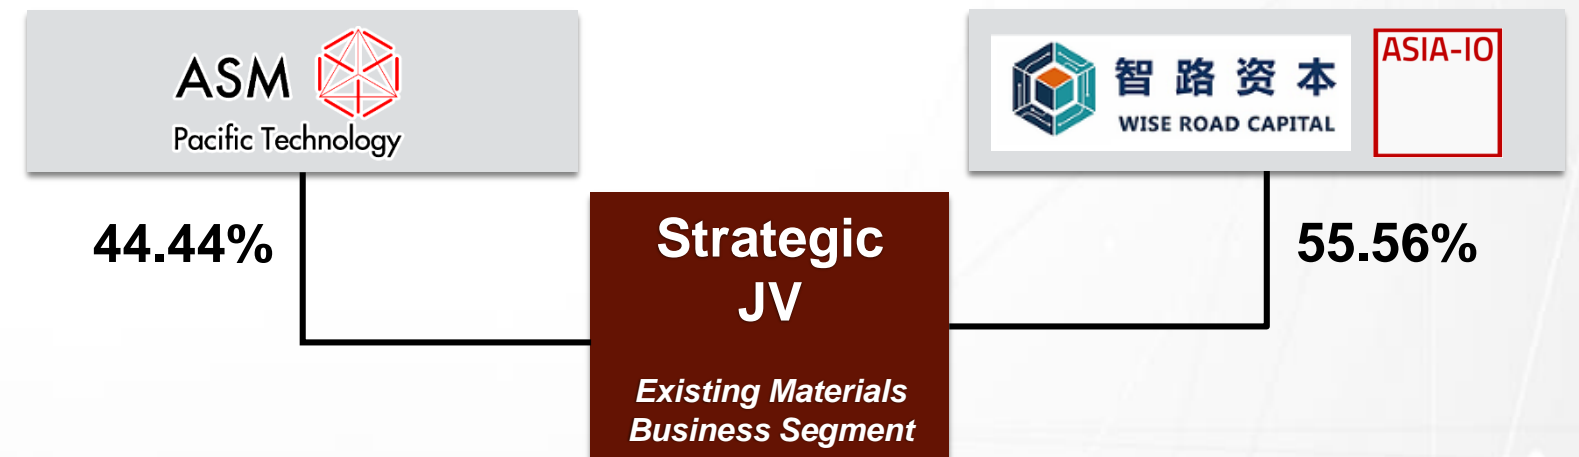 ASM
Pacific Technology
智路资本
WISE ROAD CAPITAL
ASIA-IO
44.44%
Strategic
JV
Existing Materials
Business Segment
55.56%